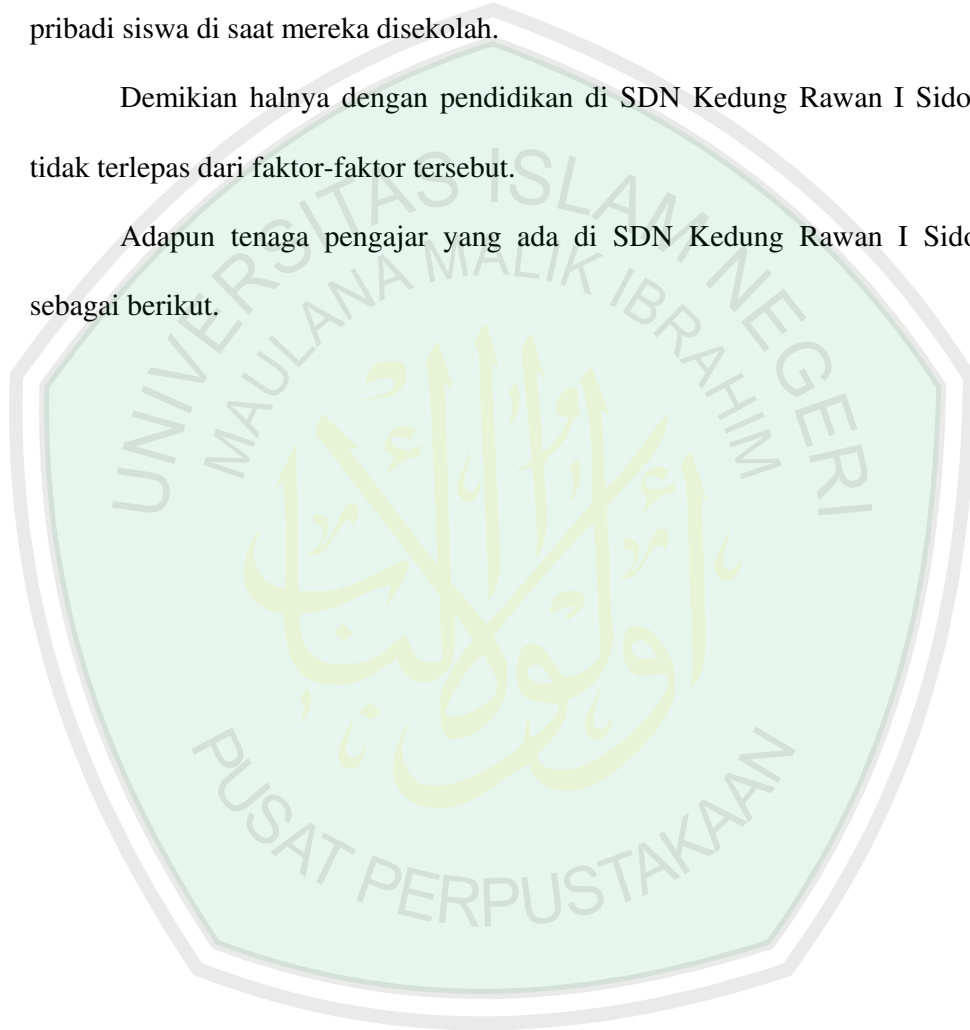 pribadi siswa di saat mereka disekolah.
Demikian halnya dengan pendidikan di SDN Kedung Rawan I Sido
tidak terlepas dari faktor-faktor tersebut.
Adapun tenaga pengajar yang ada di SDN Kedung Rawan I Sido
sebagai berikut.
UNIVERSITAS ISLAM NEGERI
MAULANA MALIK IBRAHIM
أولوا الألباب
PUSAT PERPUSTAKAAN